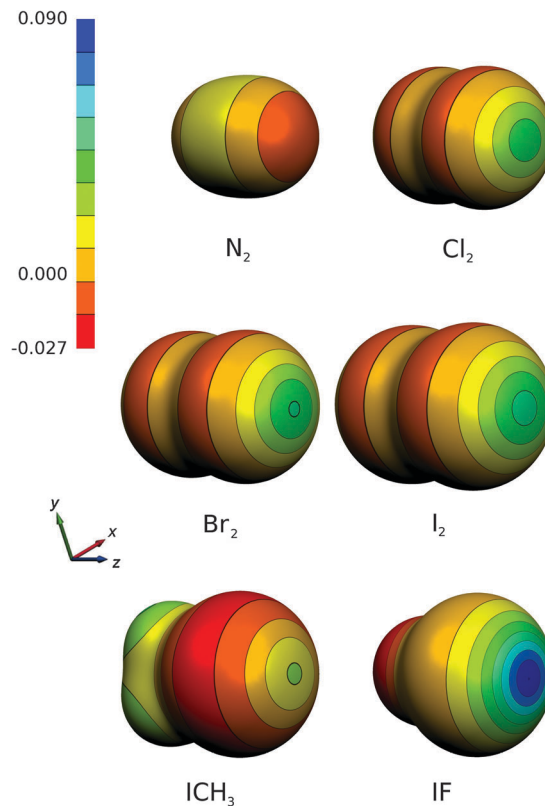 0.090
0.000
-0.027
N₂
Cl₂
Br₂
I₂
y
x
z
ICH₃
IF